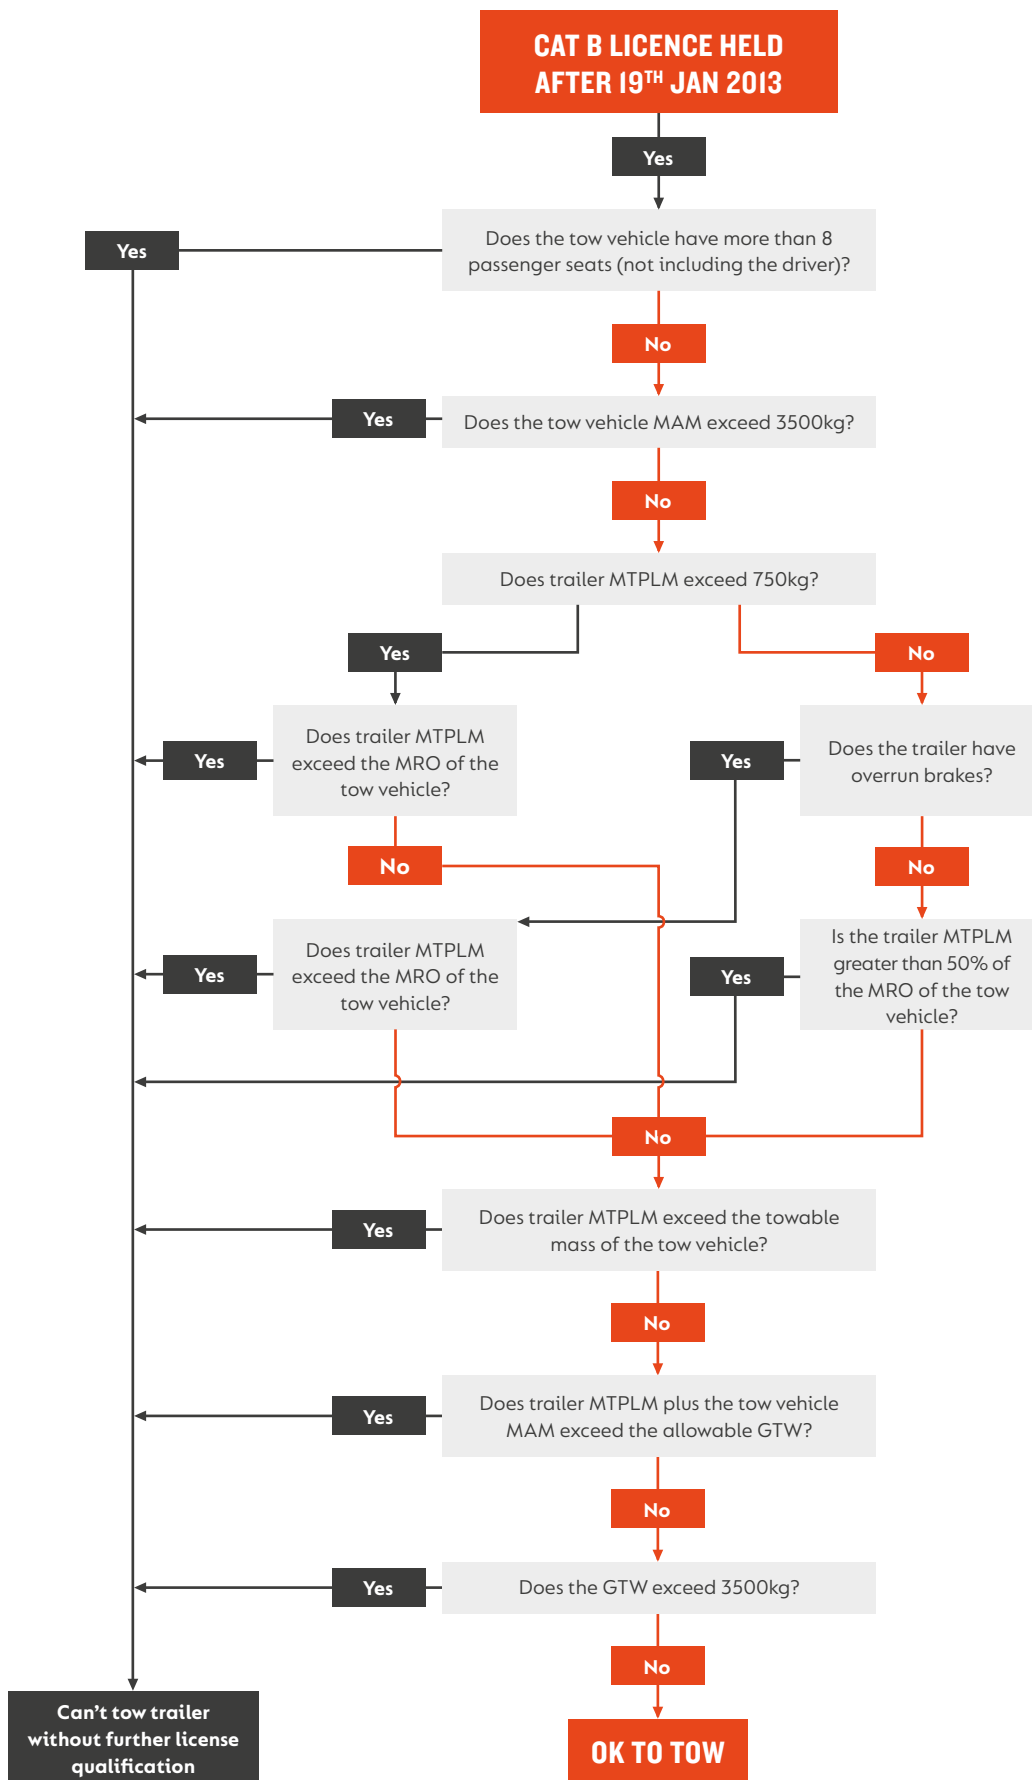 CAT B LICENCE HELD
AFTER 19TH JAN 2013
Yes
Does the tow vehicle have more than 8
passenger seats (not including the driver)?
Yes
No
Does the tow vehicle MAM exceed 3500kg?
Yes
No
Does trailer MTPLM exceed 750kg?
Yes
No
Does trailer MTPLM
exceed the MRO of the
tow vehicle?
Yes
No
Does the trailer have
overrun brakes?
Yes
No
Does trailer MTPLM
exceed the MRO of the
tow vehicle?
Yes
Is the trailer MTPLM
greater than 50% of
the MRO of the tow
vehicle?
Yes
No
Does trailer MTPLM exceed the towable
mass of the tow vehicle?
Yes
No
Does trailer MTPLM plus the tow vehicle
MAM exceed the allowable GTW?
Yes
No
Does the GTW exceed 3500kg?
Yes
No
Can't tow trailer
without further license
qualification
OK TO TOW